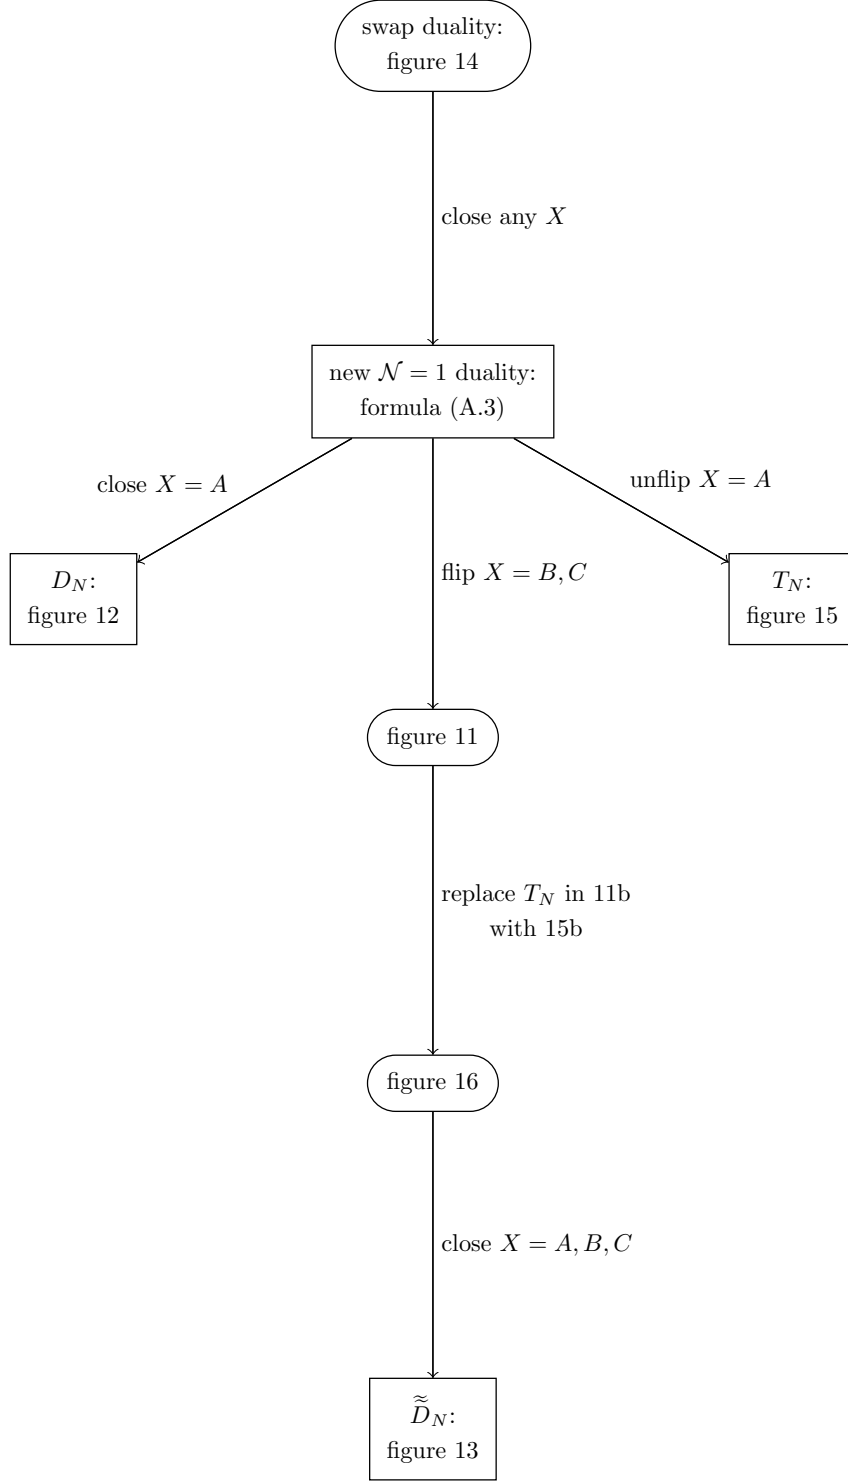 swap duality:
figure 14
close any X
new 𝒩 = 1 duality:
formula (A.3)
close X = A
unflip X = A
flip X = B, C
D_N:
figure 12
T_N:
figure 15
figure 11
replace T_N in 11b
with 15b
figure 16
close X = A, B, C
D̃̃_N:
figure 13